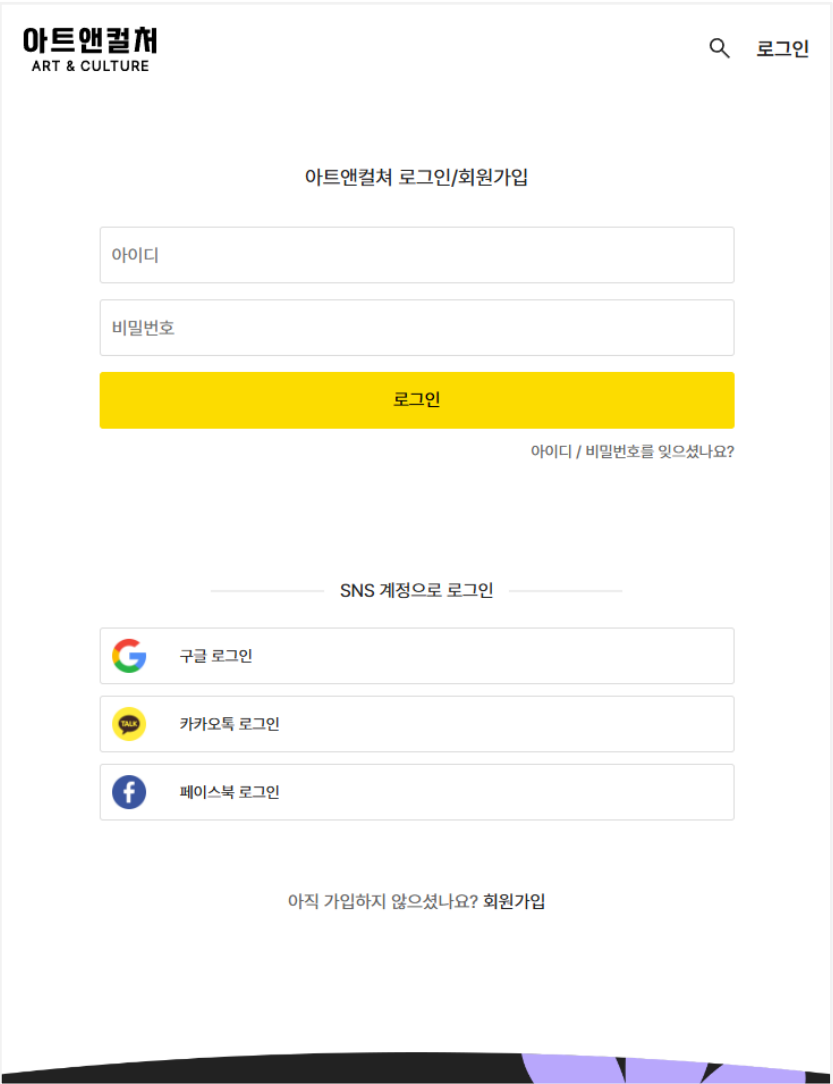 아트앤컬처
ART & CULTURE
로그인
아트앤컬쳐 로그인/회원가입
아이디
비밀번호
로그인
아이디 / 비밀번호를 잊으셨나요?
SNS 계정으로 로그인
구글 로그인
TALK
카카오톡 로그인
페이스북 로그인
아직 가입하지 않으셨나요? 회원가입